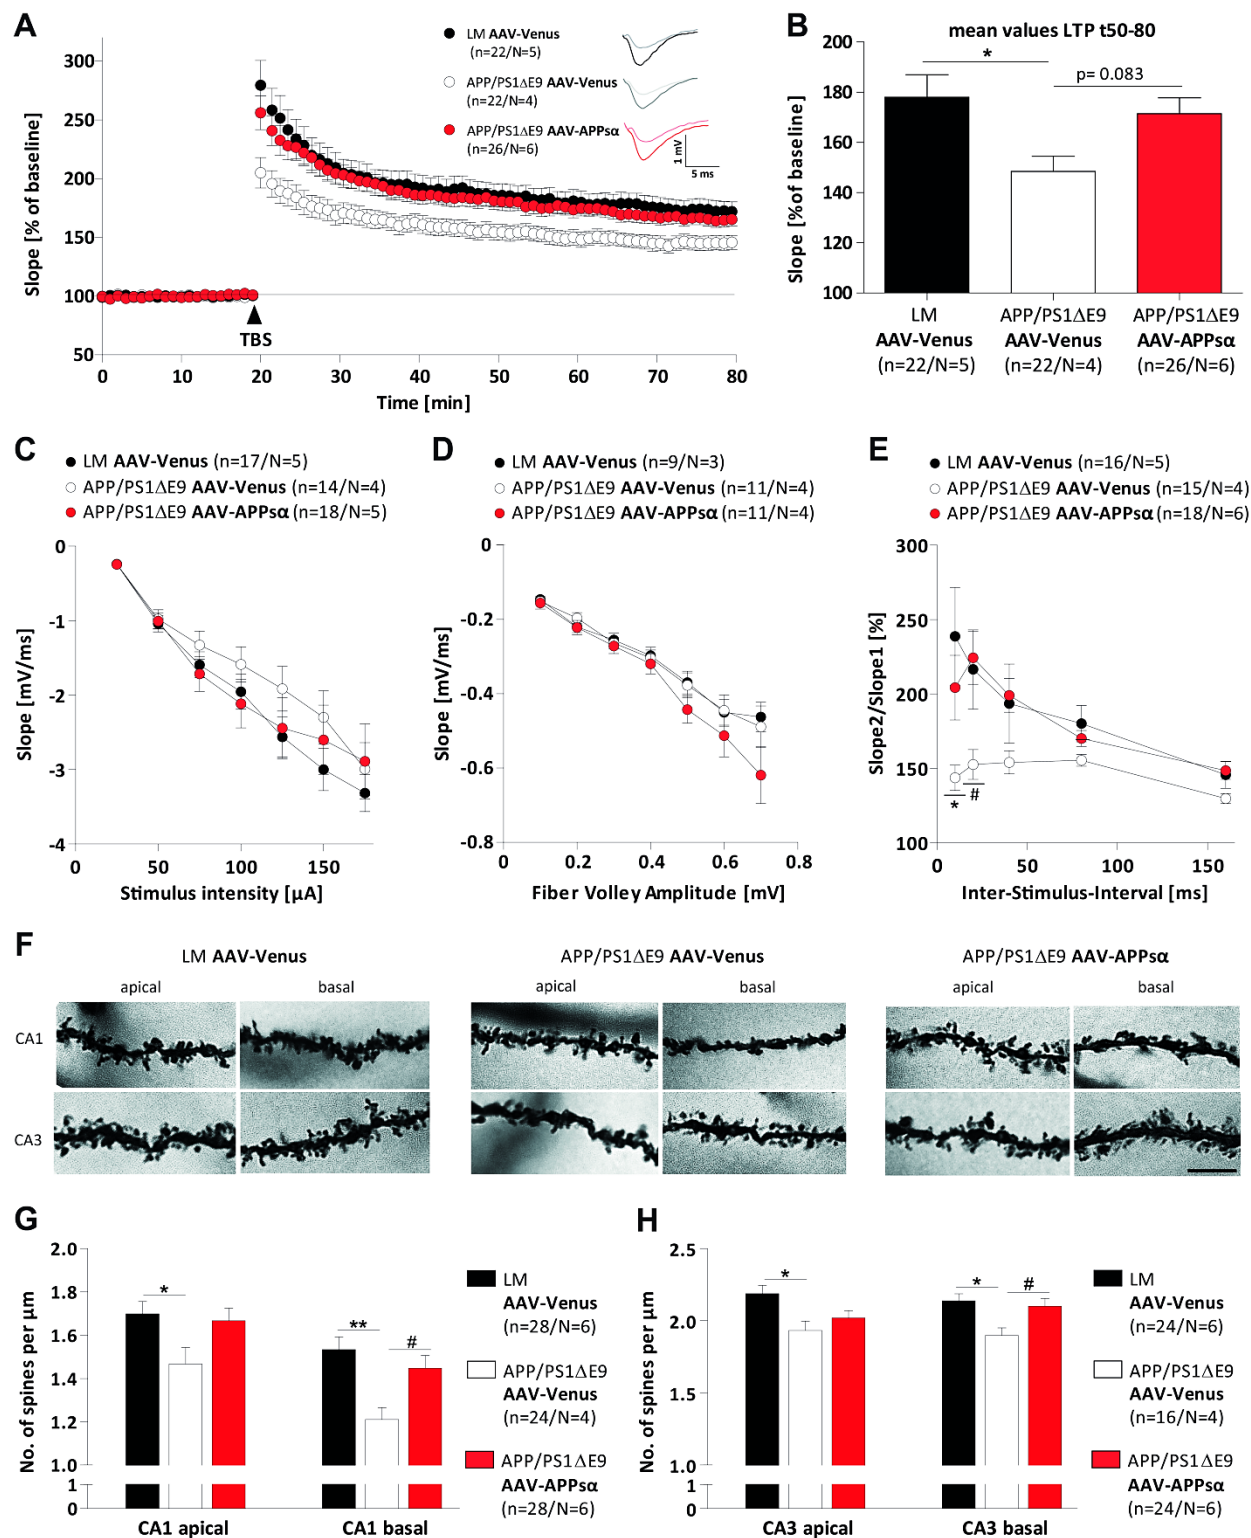 A
LM AAV-Venus
(n=22/N=5)
APP/PS1ΔE9 AAV-Venus
(n=22/N=4)
APP/PS1ΔE9 AAV-APPsα
(n=26/N=6)
1 mV
5 ms
Slope [% of baseline]
300
250
200
150
100
50
TBS
0
10
20
30
40
50
60
70
80
Time [min]
B
mean values LTP t50-80
*
p= 0.083
Slope [%of baseline]
200
180
160
140
120
100
LM
AAV-Venus
(n=22/N=5)
APP/PS1ΔE9
AAV-Venus
(n=22/N=4)
APP/PS1ΔE9
AAV-APPsα
(n=26/N=6)
C
LM AAV-Venus (n=17/N=5)
APP/PS1ΔE9 AAV-Venus (n=14/N=4)
APP/PS1ΔE9 AAV-APPsα (n=18/N=5)
Slope [mV/ms]
0
-1
-2
-3
-4
0
50
100
150
Stimulus intensity [µA]
D
LM AAV-Venus (n=9/N=3)
APP/PS1ΔE9 AAV-Venus (n=11/N=4)
APP/PS1ΔE9 AAV-APPsα (n=11/N=4)
Slope [mV/ms]
0
-0.2
-0.4
-0.6
-0.8
0
0.2
0.4
0.6
0.8
Fiber Volley Amplitude [mV]
E
LM AAV-Venus (n=16/N=5)
APP/PS1ΔE9 AAV-Venus (n=15/N=4)
APP/PS1ΔE9 AAV-APPsα (n=18/N=6)
Slope2/Slope1 [%]
300
250
200
150
100
*
#
0
50
100
150
Inter-Stimulus-Interval [ms]
F
LM AAV-Venus
APP/PS1ΔE9 AAV-Venus
APP/PS1ΔE9 AAV-APPsα
apical
basal
apical
basal
apical
basal
CA1
CA3
G
No. of spines per µm
2.0
1.8
1.6
1.4
1.2
1.0
1
0
*
**
#
CA1 apical
CA1 basal
LM
AAV-Venus
(n=28/N=6)
APP/PS1ΔE9
AAV-Venus
(n=24/N=4)
APP/PS1ΔE9
AAV-APPsα
(n=28/N=6)
H
No. of spines per µm
2.5
2.0
1.5
1.0
1
0
*
*
#
CA3 apical
CA3 basal
LM
AAV-Venus
(n=24/N=6)
APP/PS1ΔE9
AAV-Venus
(n=16/N=4)
APP/PS1ΔE9
AAV-APPsα
(n=24/N=6)